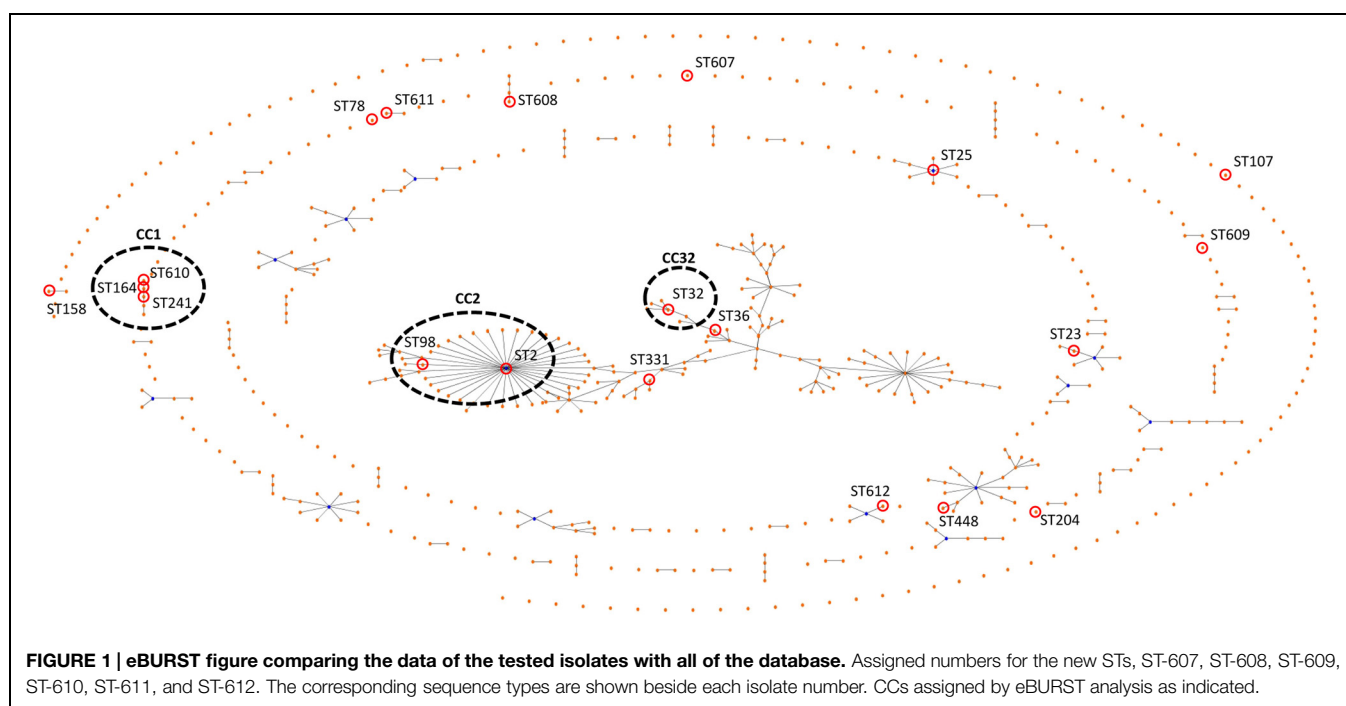 ST607
ST78
ST611
ST608
ST25
ST107
CC1
ST609
CC32
ST610
ST164
ST32
ST241
ST158
ST36
CC2
ST23
ST98
ST2
ST331
ST612
ST448
ST204
FIGURE 1 | eBURST figure comparing the data of the tested isolates with all of the database. Assigned numbers for the new STs, ST-607, ST-608, ST-609,
ST-610, ST-611, and ST-612. The corresponding sequence types are shown beside each isolate number. CCs assigned by eBURST analysis as indicated.